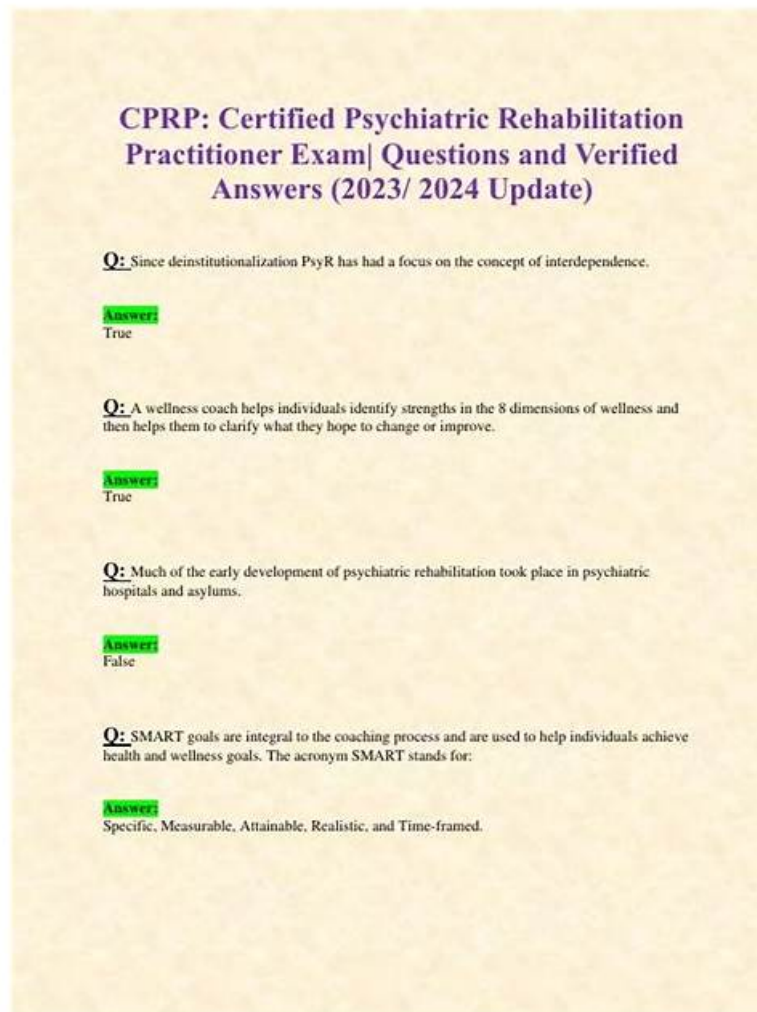 CPRP: Certified Psychiatric Rehabilitation
Practitioner Exam| Questions and Verified
Answers (2023/ 2024 Update)
Q: Since deinstitutionalization PsyR has had a focus on the concept of interdependence.
Answer:
True
Q: A wellness coach helps individuals identify strengths in the 8 dimensions of wellness and
then helps them to clarify what they hope to change or improve.
Answer:
True
Q: Much of the early development of psychiatric rehabilitation took place in psychiatric
hospitals and asylums.
Answer:
False
Q: SMART goals are integral to the coaching process and are used to help individuals achieve
health and wellness goals. The acronym SMART stands for:
Answer:
Specific, Measurable, Attainable, Realistic, and Time-framed.